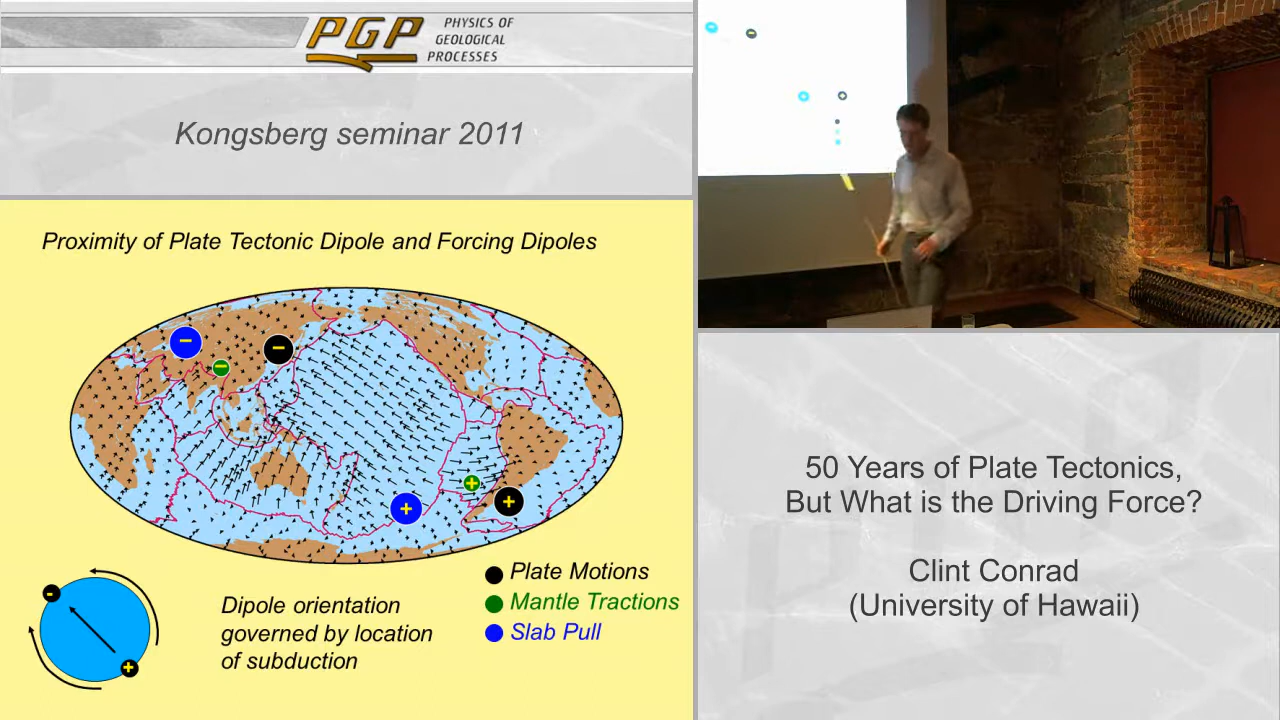 PGP
PHYSICS OF
GEOLOGICAL
PROCESSES
Kongsberg seminar 2011
Proximity of Plate Tectonic Dipole and Forcing Dipoles
Plate Motions
Mantle Tractions
Slab Pull
Dipole orientation
governed by location
of subduction
50 Years of Plate Tectonics,
But What is the Driving Force?
Clint Conrad
(University of Hawaii)